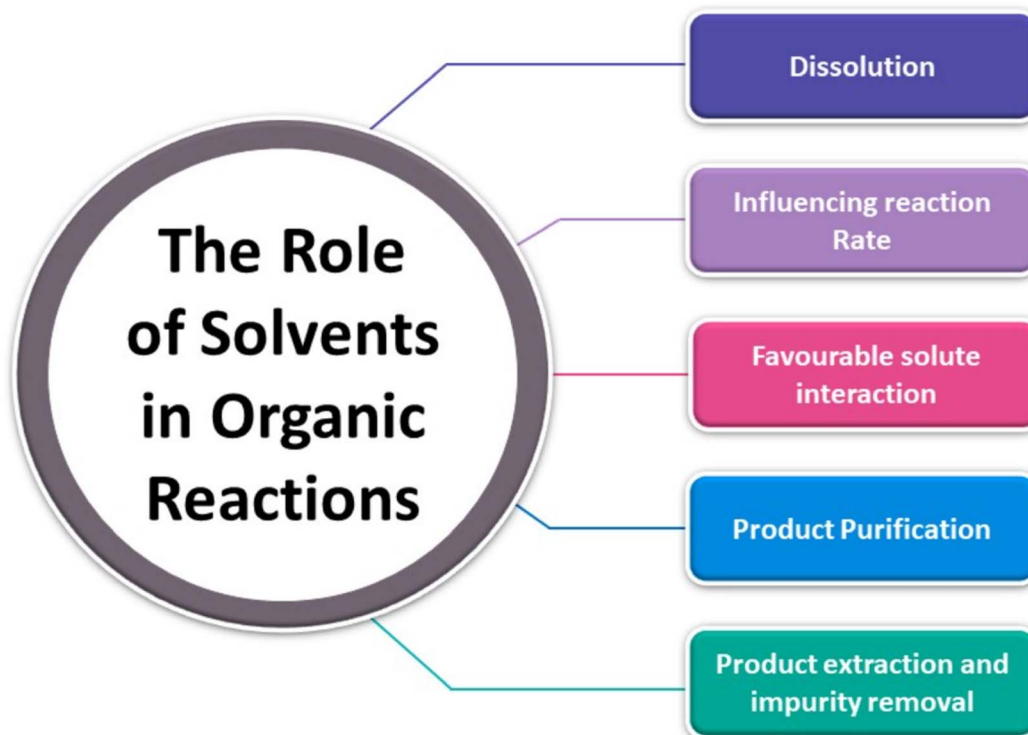 The Role
of Solvents
in Organic
Reactions
Dissolution
Influencing reaction
Rate
Favourable solute
interaction
Product Purification
Product extraction and
impurity removal